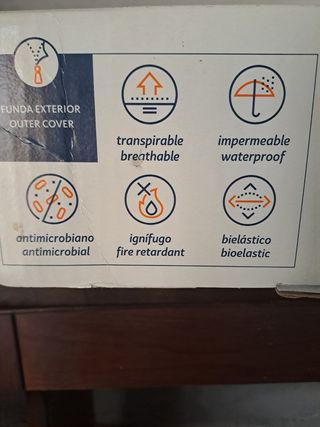 FUNDA EXTERIOR
OUTER COVER
transpirable
breathable
impermeable
waterproof
antimicrobiano
antimicrobial
ignífugo
fire retardant
bielástico
bioelastic